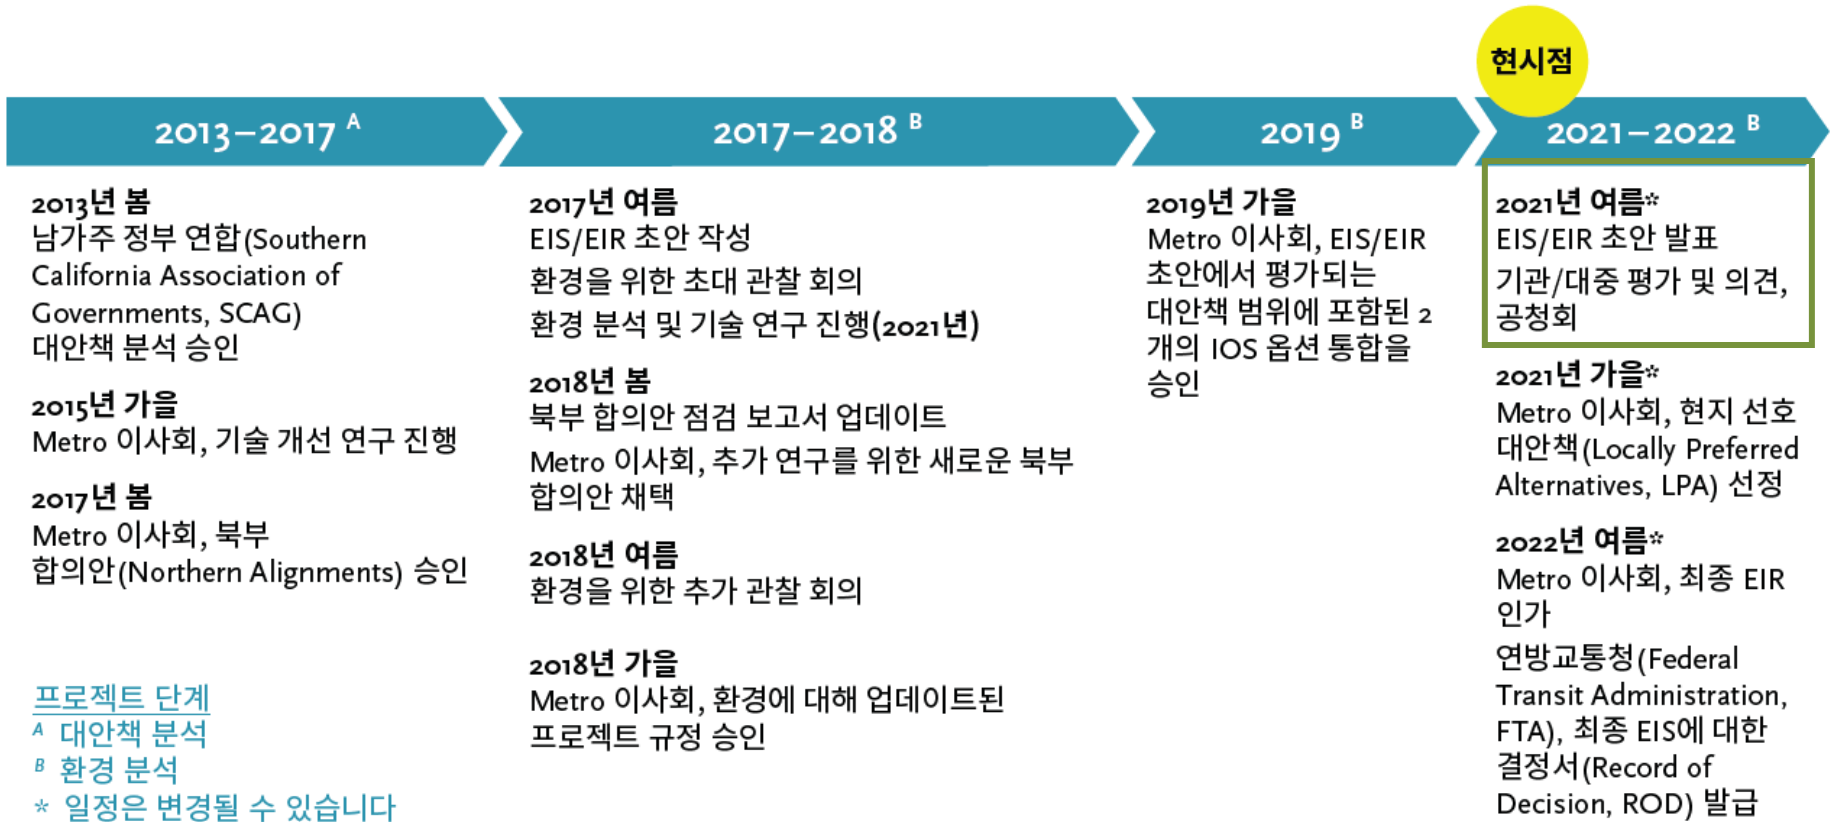 현시점
2013–2017 A
2017–2018 B
2019 B
2021–2022 B
2013년 봄
남가주 정부 연합(Southern
California Association of
Governments, SCAG)
대안책 분석 승인
2015년 가을
Metro 이사회, 기술 개선 연구 진행
2017년 봄
Metro 이사회, 북부
합의안(Northern Alignments) 승인
프로젝트 단계
A 대안책 분석
B 환경 분석
* 일정은 변경될 수 있습니다
2017년 여름
EIS/EIR 초안 작성
환경을 위한 초대 관찰 회의
환경 분석 및 기술 연구 진행(2021년)
2018년 봄
북부 합의안 점검 보고서 업데이트
Metro 이사회, 추가 연구를 위한 새로운 북부
합의안 채택
2018년 여름
환경을 위한 추가 관찰 회의
2018년 가을
Metro 이사회, 환경에 대해 업데이트된
프로젝트 규정 승인
2019년 가을
Metro 이사회, EIS/EIR
초안에서 평가되는
대안책 범위에 포함된 2
개의 IOS 옵션 통합을
승인
2021년 여름*
EIS/EIR 초안 발표
기관/대중 평가 및 의견,
공청회
2021년 가을*
Metro 이사회, 현지 선호
대안책(Locally Preferred
Alternatives, LPA) 선정
2022년 여름*
Metro 이사회, 최종 EIR
인가
연방교통청(Federal
Transit Administration,
FTA), 최종 EIS에 대한
결정서(Record of
Decision, ROD) 발급